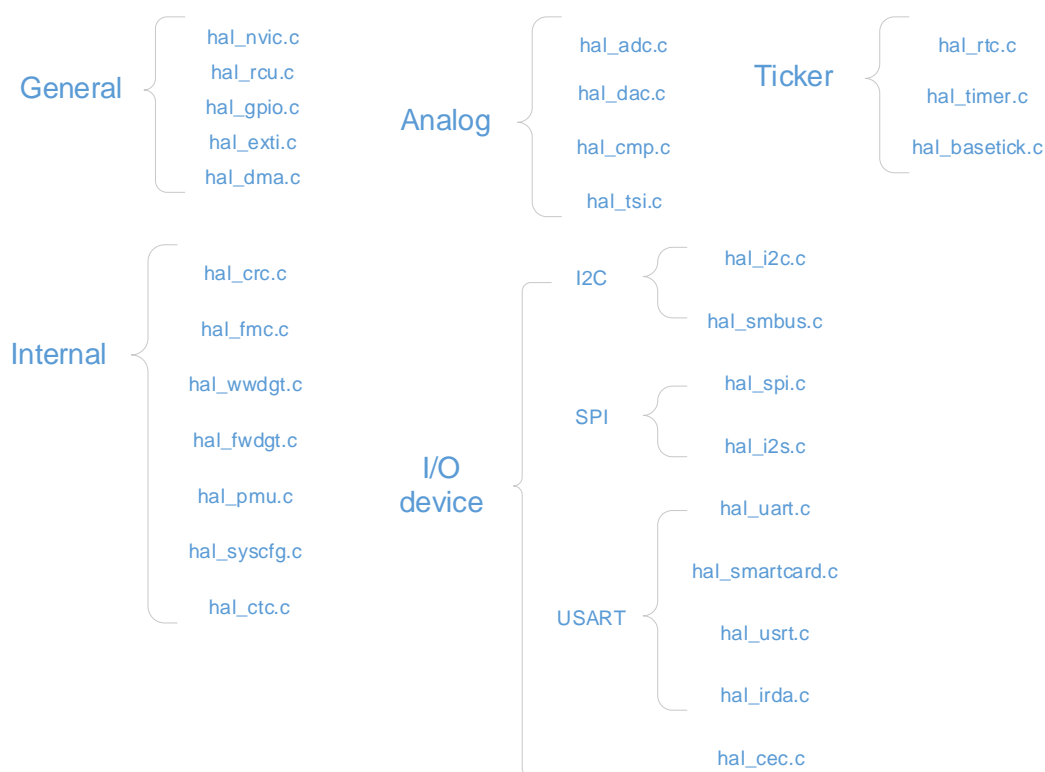 General
hal_nvic.c
hal_rcu.c
hal_gpio.c
hal_exti.c
hal_dma.c
Analog
hal_adc.c
hal_dac.c
hal_cmp.c
hal_tsi.c
Ticker
hal_rtc.c
hal_timer.c
hal_basetick.c
Internal
hal_crc.c
hal_fmc.c
hal_wwdgt.c
hal_fwdgt.c
hal_pmu.c
hal_syscfg.c
hal_ctc.c
I/O
device
I2C
hal_i2c.c
hal_smbus.c
SPI
hal_spi.c
hal_i2s.c
USART
hal_uart.c
hal_smartcard.c
hal_usrt.c
hal_irda.c
hal_cec.c